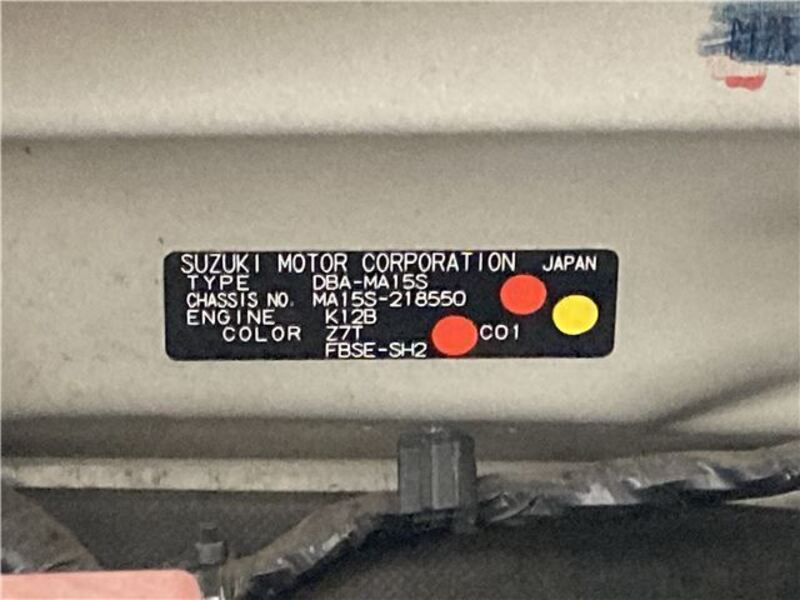 SUZUKI MOTOR CORPORATION JAPAN
TYPE DBA-MA15S
CHASSIS NO. MA15S-218550
ENGINE K12B
COLOR Z7T C01
FBSE-SH2